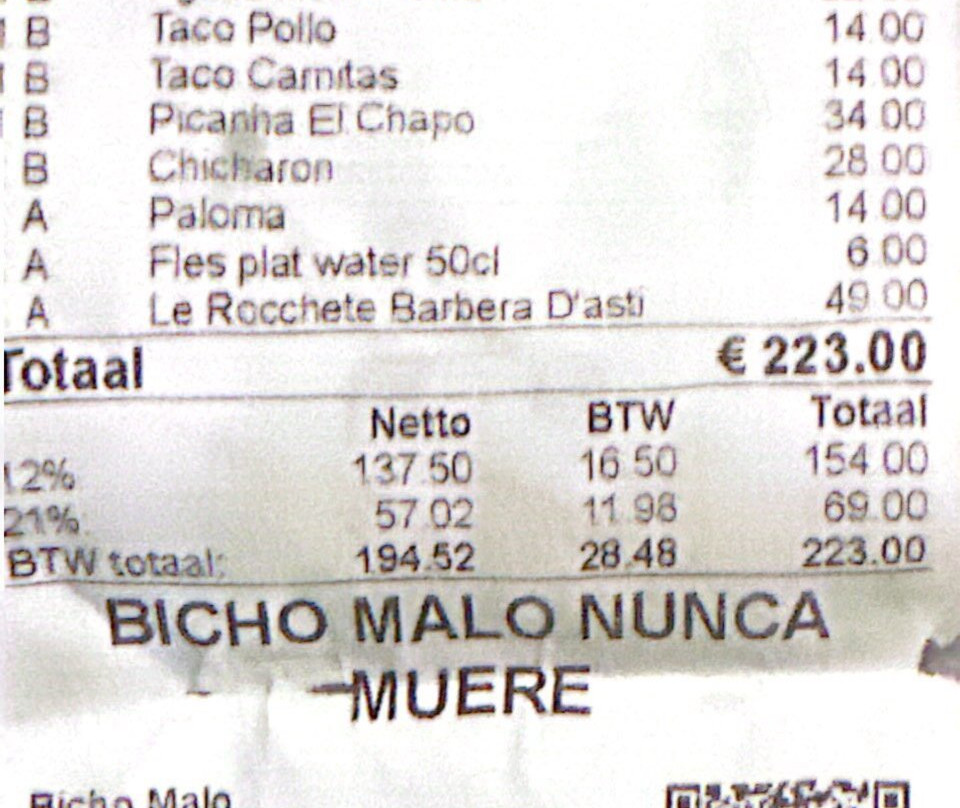 B Taco Pollo 14.00
B Taco Carnitas 14.00
B Picanha El Chapo 34.00
B Chicharon 28.00
A Paloma 14.00
A Fles plat water 50cl 6.00
A Le Rocchete Barbera D'asti 49.00
Totaal € 223.00
Netto BTW Totaal
12% 137.50 16.50 154.00
21% 57.02 11.98 69.00
BTW totaal: 194.52 28.48 223.00
BICHO MALO NUNCA
MUERE
Bicho Malo